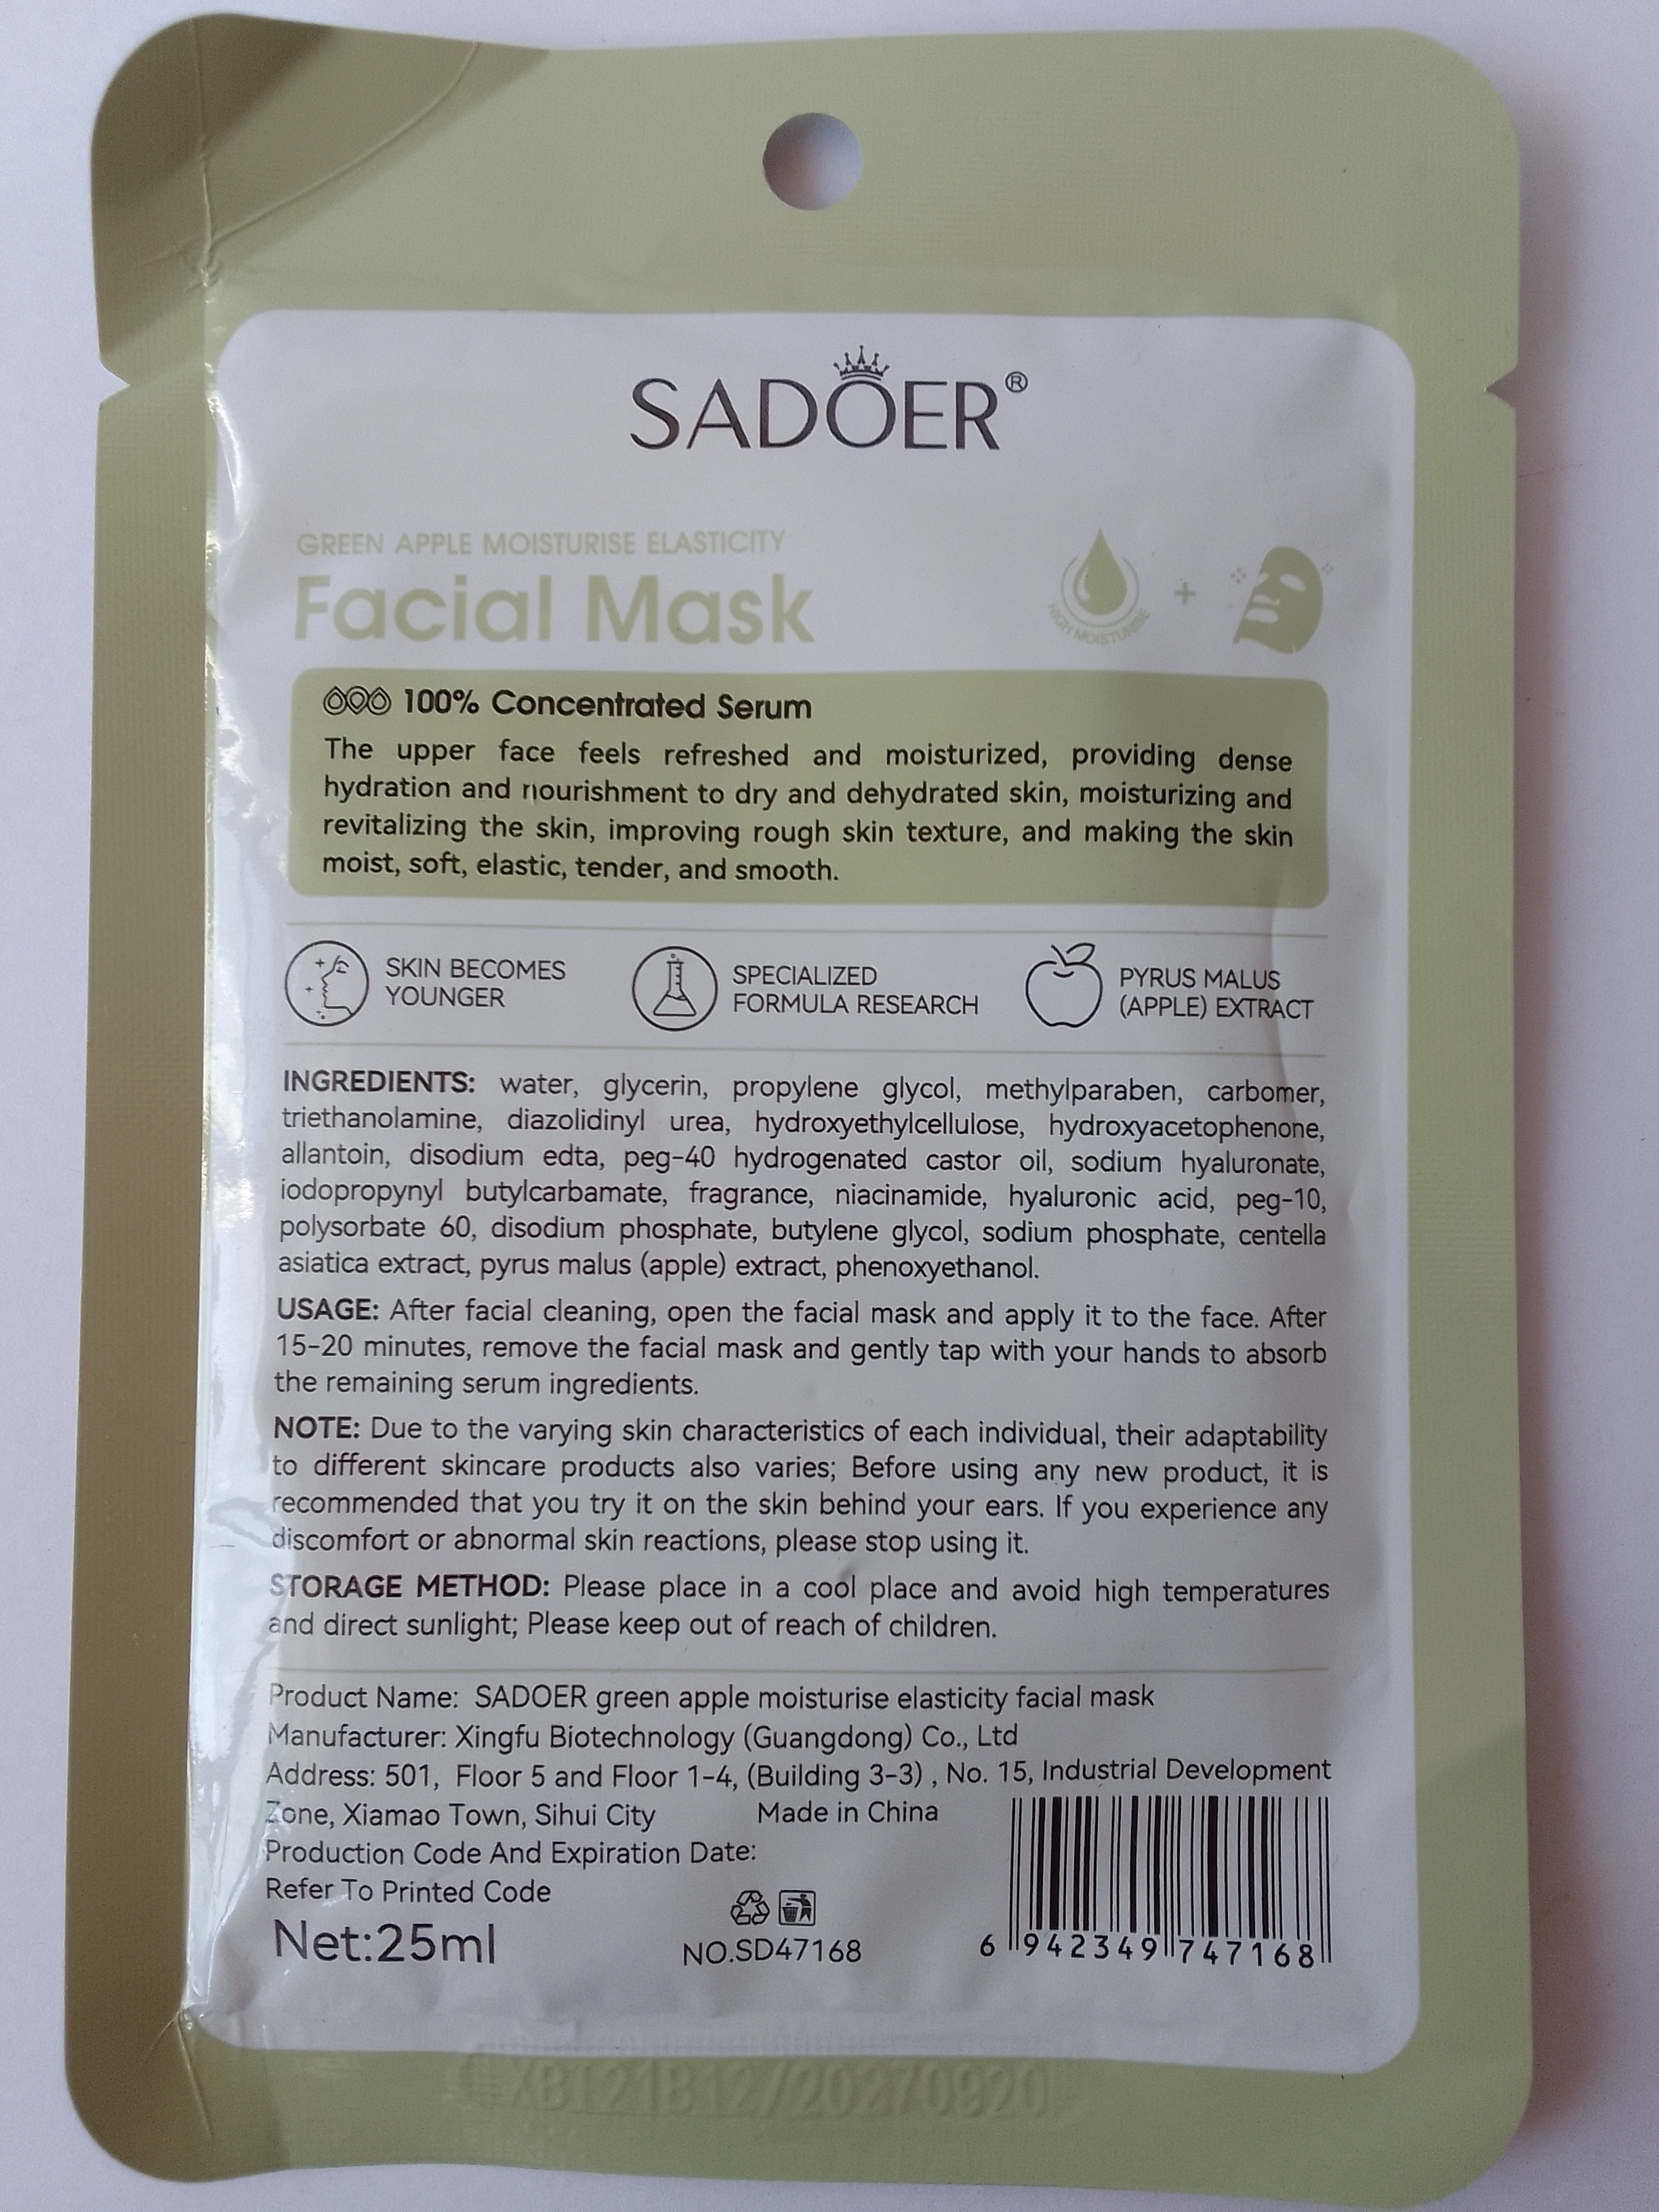 SADOER®
GREEN APPLE MOISTURISE ELASTICITY
Facial Mask
HIGH MOISTURISE
+
100% Concentrated Serum
The upper face feels refreshed and moisturized, providing dense
hydration and nourishment to dry and dehydrated skin, moisturizing and
revitalizing the skin, improving rough skin texture, and making the skin
moist, soft, elastic, tender, and smooth.
SKIN BECOMES
YOUNGER
SPECIALIZED
FORMULA RESEARCH
PYRUS MALUS
(APPLE) EXTRACT
INGREDIENTS: water, glycerin, propylene glycol, methylparaben, carbomer,
triethanolamine, diazolidinyl urea, hydroxyethylcellulose, hydroxyacetophenone,
allantoin, disodium edta, peg-40 hydrogenated castor oil, sodium hyaluronate,
iodopropynyl butylcarbamate, fragrance, niacinamide, hyaluronic acid, peg-10,
polysorbate 60, disodium phosphate, butylene glycol, sodium phosphate, centella
asiatica extract, pyrus malus (apple) extract, phenoxyethanol.
USAGE: After facial cleaning, open the facial mask and apply it to the face. After
15-20 minutes, remove the facial mask and gently tap with your hands to absorb
the remaining serum ingredients.
NOTE: Due to the varying skin characteristics of each individual, their adaptability
to different skincare products also varies; Before using any new product, it is
recommended that you try it on the skin behind your ears. If you experience any
discomfort or abnormal skin reactions, please stop using it.
STORAGE METHOD: Please place in a cool place and avoid high temperatures
and direct sunlight; Please keep out of reach of children.
Product Name: SADOER green apple moisturise elasticity facial mask
Manufacturer: Xingfu Biotechnology (Guangdong) Co., Ltd
Address: 501, Floor 5 and Floor 1-4, (Building 3-3) , No. 15, Industrial Development
Zone, Xiamao Town, Sihui City Made in China
Production Code And Expiration Date:
Refer To Printed Code
Net:25ml
NO.SD47168
6 942349 747168